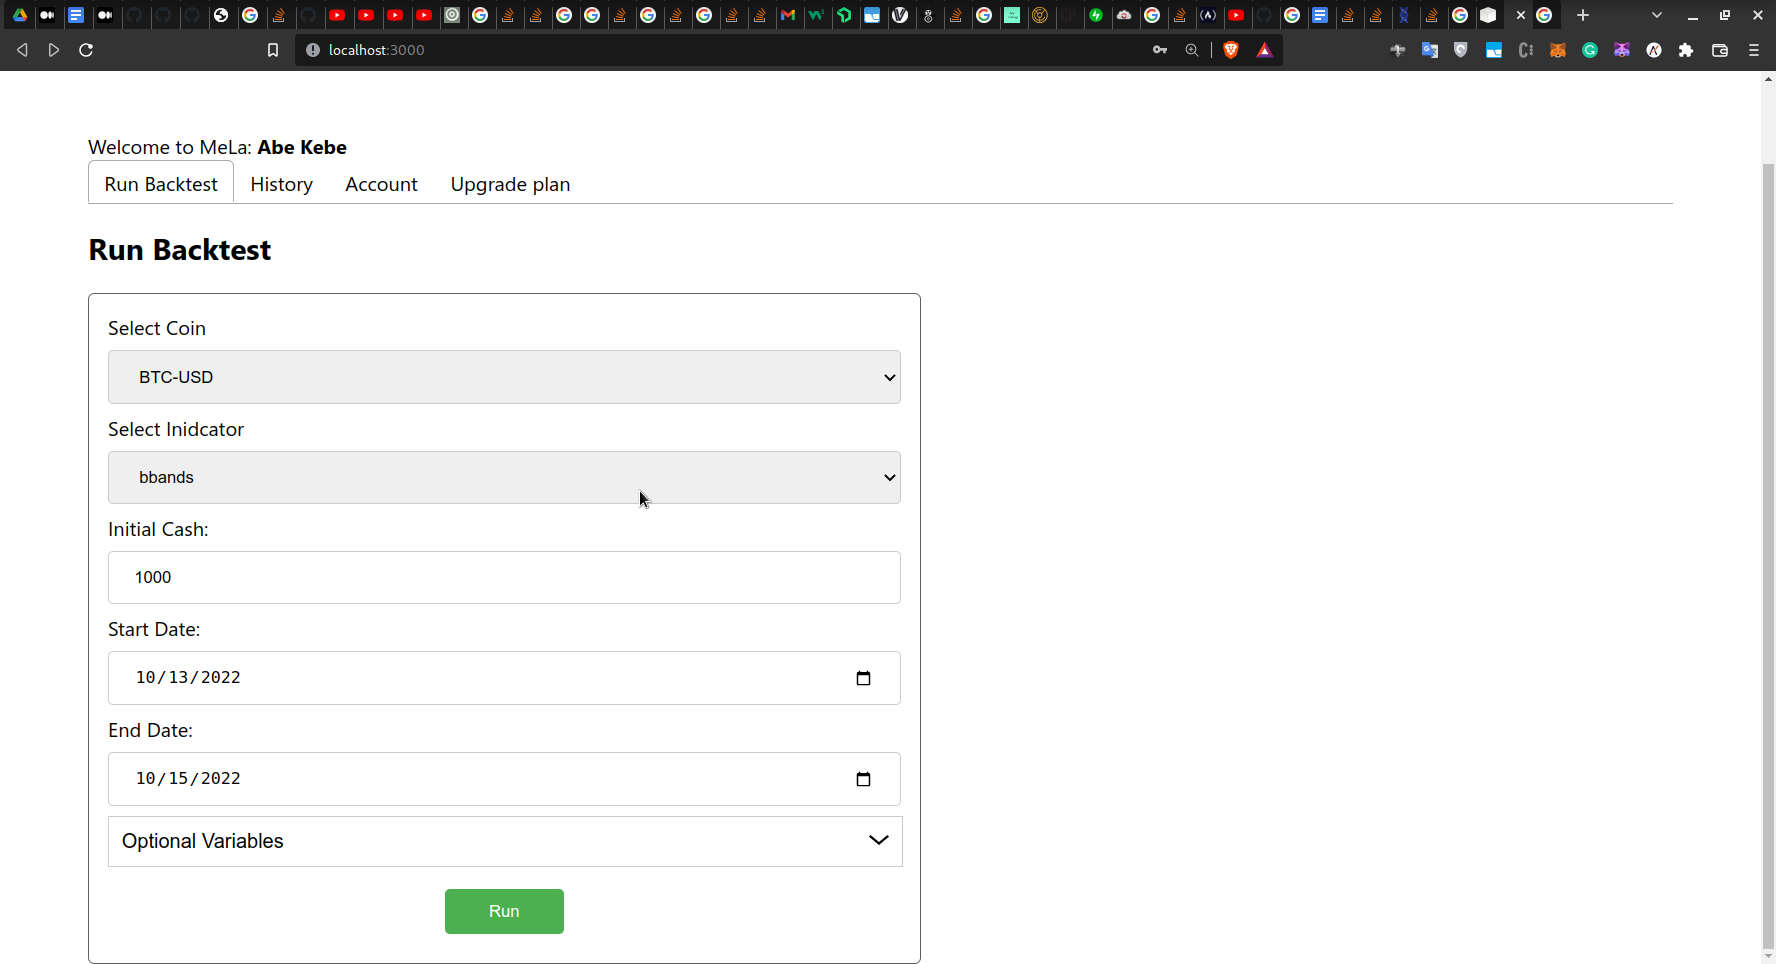 localhost:3000
Welcome to MeLa: Abe Kebe
Run Backtest History Account Upgrade plan
Run Backtest
Select Coin
BTC-USD
Select Inidcator
bbands
Initial Cash:
1000
Start Date:
10/13/2022
End Date:
10/15/2022
Optional Variables
Run